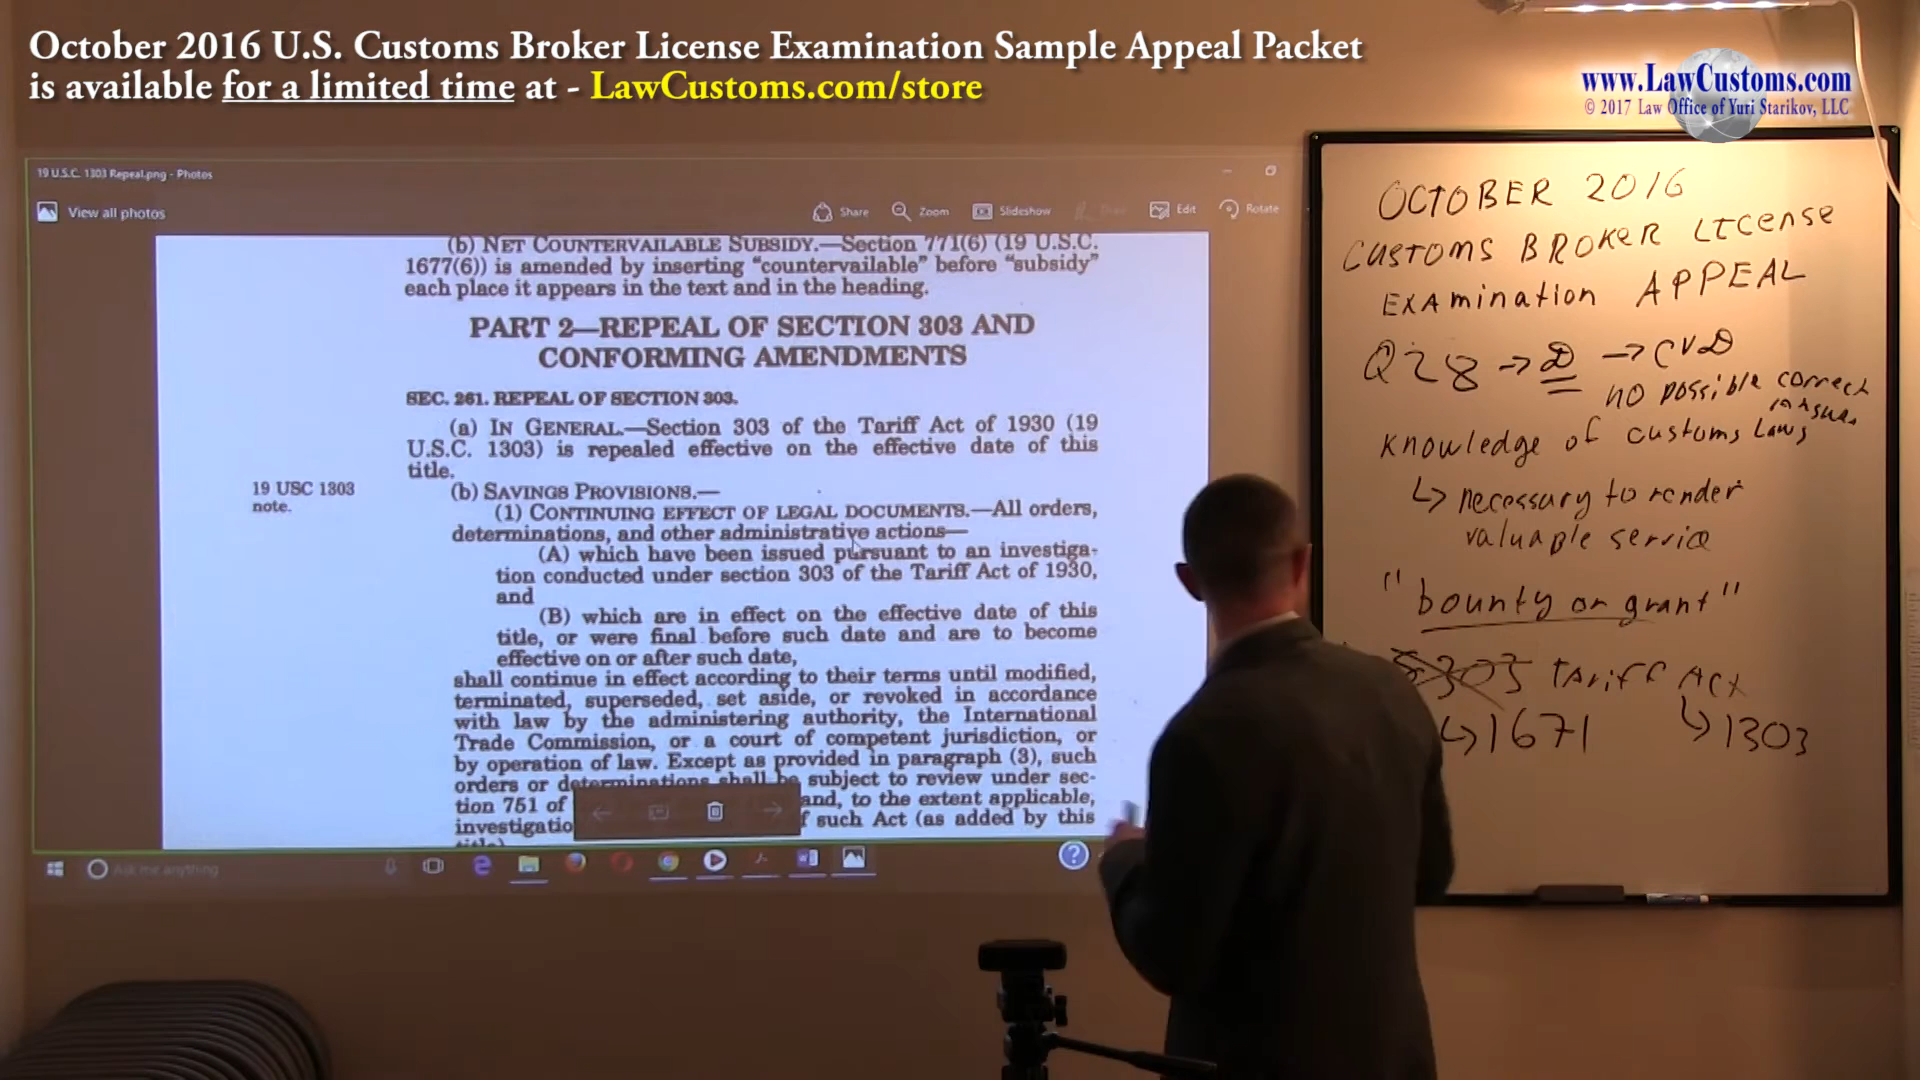 October 2016 U.S. Customs Broker License Examination Sample Appeal Packet
is available for a limited time at - LawCustoms.com/store
www.LawCustoms.com
© 2017 Law Office of Yuri Starikov, LLC
19 U.S.C. 1303 Repeal.png - Photos
View all photos
Share Zoom Slideshow Edit Rotate
(b) NET COUNTERVAILABLE SUBSIDY.—Section 771(6) (19 U.S.C.
1677(6)) is amended by inserting “countervailable” before “subsidy”
each place it appears in the text and in the heading.
PART 2—REPEAL OF SECTION 303 AND
CONFORMING AMENDMENTS
SEC. 261. REPEAL OF SECTION 303.
(a) IN GENERAL.—Section 303 of the Tariff Act of 1930 (19
U.S.C. 1303) is repealed effective on the effective date of this
title.
19 USC 1303
note.
(b) SAVINGS PROVISIONS.—
(1) CONTINUING EFFECT OF LEGAL DOCUMENTS.—All orders,
determinations, and other administrative actions—
(A) which have been issued pursuant to an investiga-
tion conducted under section 303 of the Tariff Act of 1930,
and
(B) which are in effect on the effective date of this
title, or were final before such date and are to become
effective on or after such date,
shall continue in effect according to their terms until modified,
terminated, superseded, set aside, or revoked in accordance
with law by the administering authority, the International
Trade Commission, or a court of competent jurisdiction, or
by operation of law. Except as provided in paragraph (3), such
orders or determinations shall be subject to review under sec-
tion 751 of and, to the extent applicable,
investigatio f such Act (as added by this
title)
Ask me anything
?
OCTOBER 2016
CUSTOMS BROKER LICENSE
EXAMINATION APPEAL
Q28 → D → CVD
NO possible correct
Knowledge of customs Laws
↳ necessary to render
valuable service
"bounty or grant"
303 TARIFF ACT
↳ 1671 ↳ 1303